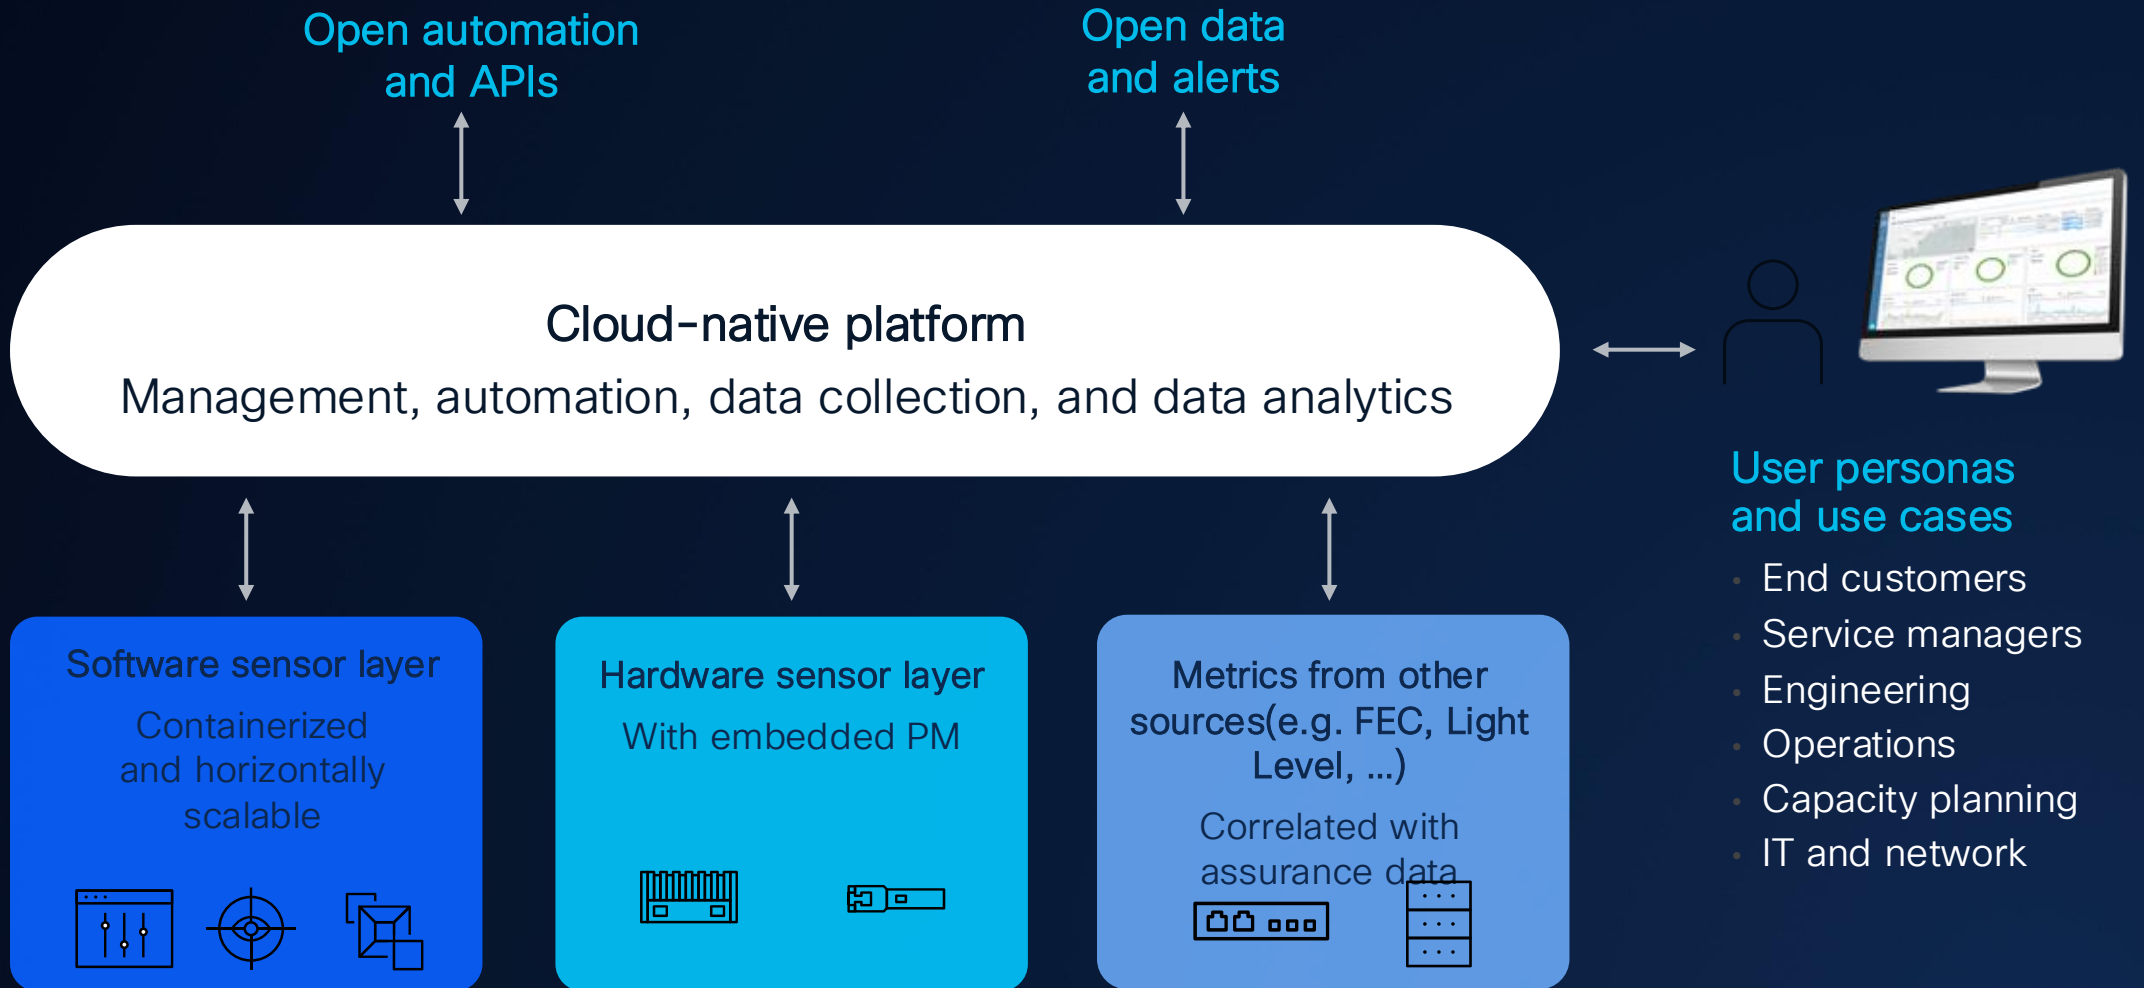 Open automation
and APIs
Open data
and alerts
Cloud-native platform
Management, automation, data collection, and data analytics
Software sensor layer
Containerized
and horizontally
scalable
Hardware sensor layer
With embedded PM
Metrics from other
sources(e.g. FEC, Light
Level, ...)
Correlated with
assurance data
User personas
and use cases
• End customers
• Service managers
• Engineering
• Operations
• Capacity planning
• IT and network